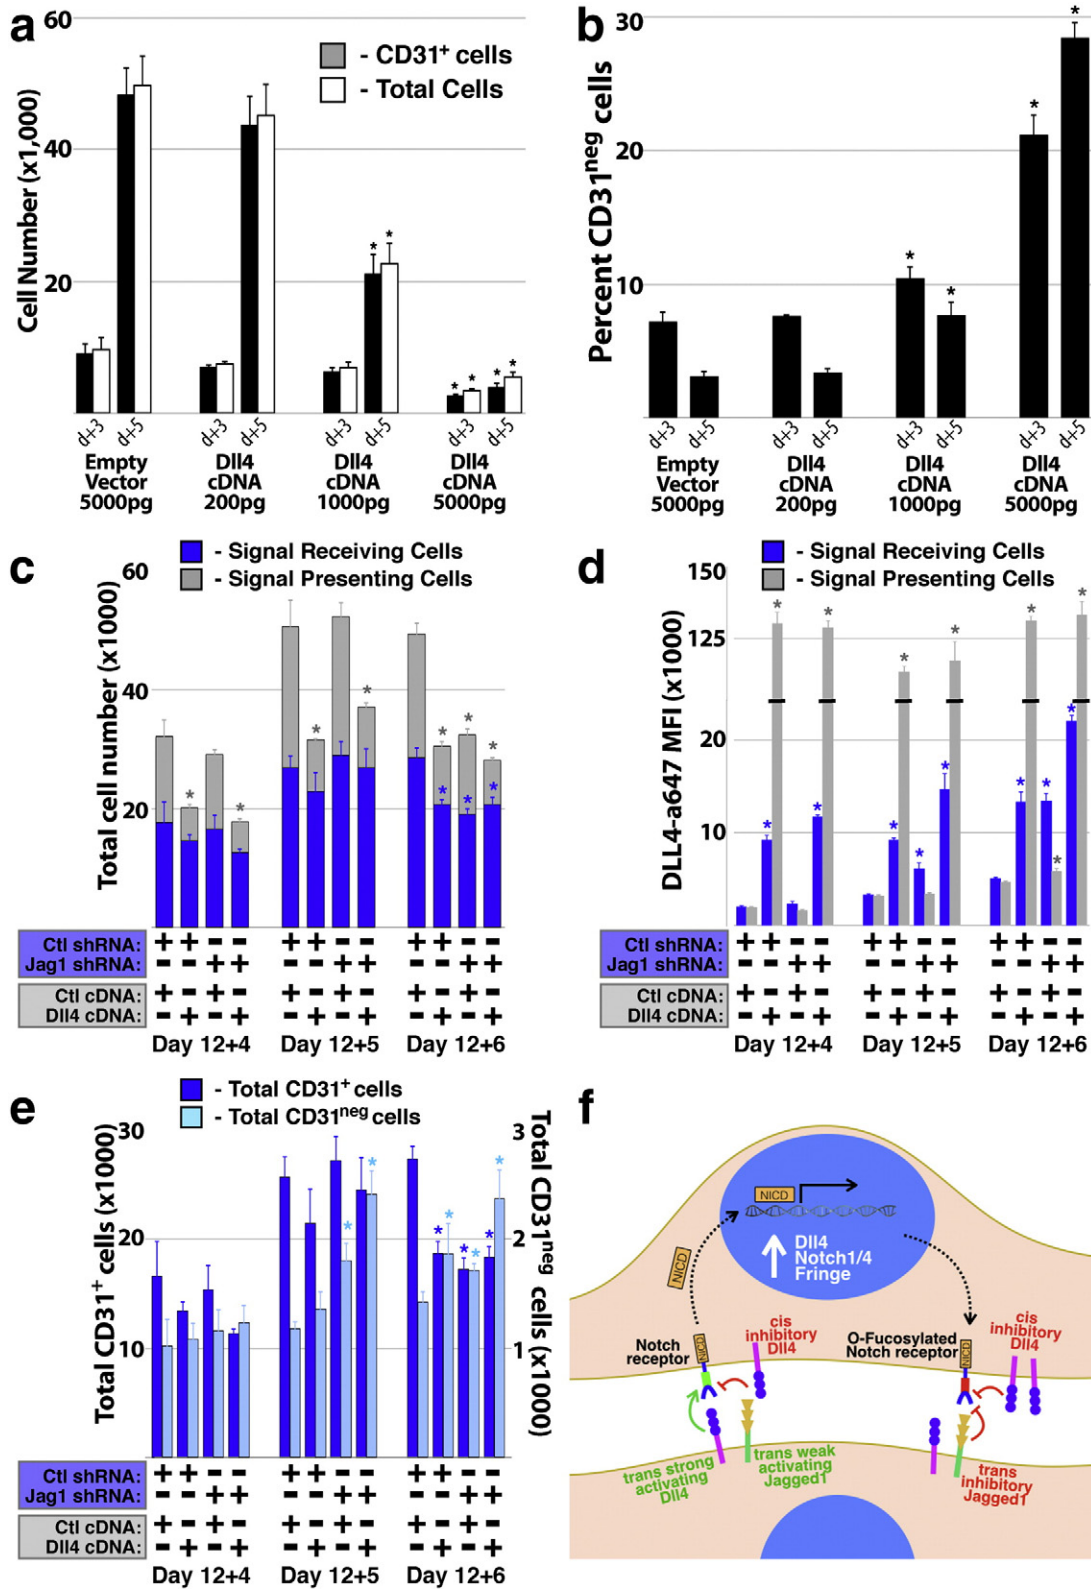 a
60
40
20
Cell Number (x1,000)
- CD31+ cells
- Total Cells
* * * * * *
d+3 d+5 d+3 d+5 d+3 d+5 d+3 d+5
Empty Vector 5000pg
Dll4 cDNA 200pg
Dll4 cDNA 1000pg
Dll4 cDNA 5000pg
b
30
20
10
Percent CD31neg cells
* * * *
d+3 d+5 d+3 d+5 d+3 d+5 d+3 d+5
Empty Vector 5000pg
Dll4 cDNA 200pg
Dll4 cDNA 1000pg
Dll4 cDNA 5000pg
c
- Signal Receiving Cells
- Signal Presenting Cells
60
40
20
Total cell number (x1000)
* * * * * * * * * *
Ctl shRNA: + + - - + + - - + + - -
Jag1 shRNA: - - + + - - + + - - + +
Ctl cDNA: + - + - + - + - + - + -
Dll4 cDNA: - + - + - + - + - + - +
Day 12+4 Day 12+5 Day 12+6
d
- Signal Receiving Cells
- Signal Presenting Cells
150
125
20
10
DLL4-a647 MFI (x1000)
* * * * * * * * * * * * * * *
Ctl shRNA: + + - - + + - - + + - -
Jag1 shRNA: - - + + - - + + - - + +
Ctl cDNA: + - + - + - + - + - + -
Dll4 cDNA: - + - + - + - + - + - +
Day 12+4 Day 12+5 Day 12+6
e
- Total CD31+ cells
- Total CD31neg cells
30
20
10
Total CD31+ cells (x1000)
3
2
1
Total CD31neg cells (x1000)
* * * * * * * *
Ctl shRNA: + + - - + + - - + + - -
Jag1 shRNA: - - + + - - + + - - + +
Ctl cDNA: + - + - + - + - + - + -
Dll4 cDNA: - + - + - + - + - + - +
Day 12+4 Day 12+5 Day 12+6
f
NICD
Dll4
Notch1/4
Fringe
NICD
Notch
receptor
NICD
cis
inhibitory
Dll4
O-Fucosylated
Notch receptor
NICD
cis
inhibitory
Dll4
trans strong
activating
Dll4
trans weak
activating
Jagged1
trans
inhibitory
Jagged1